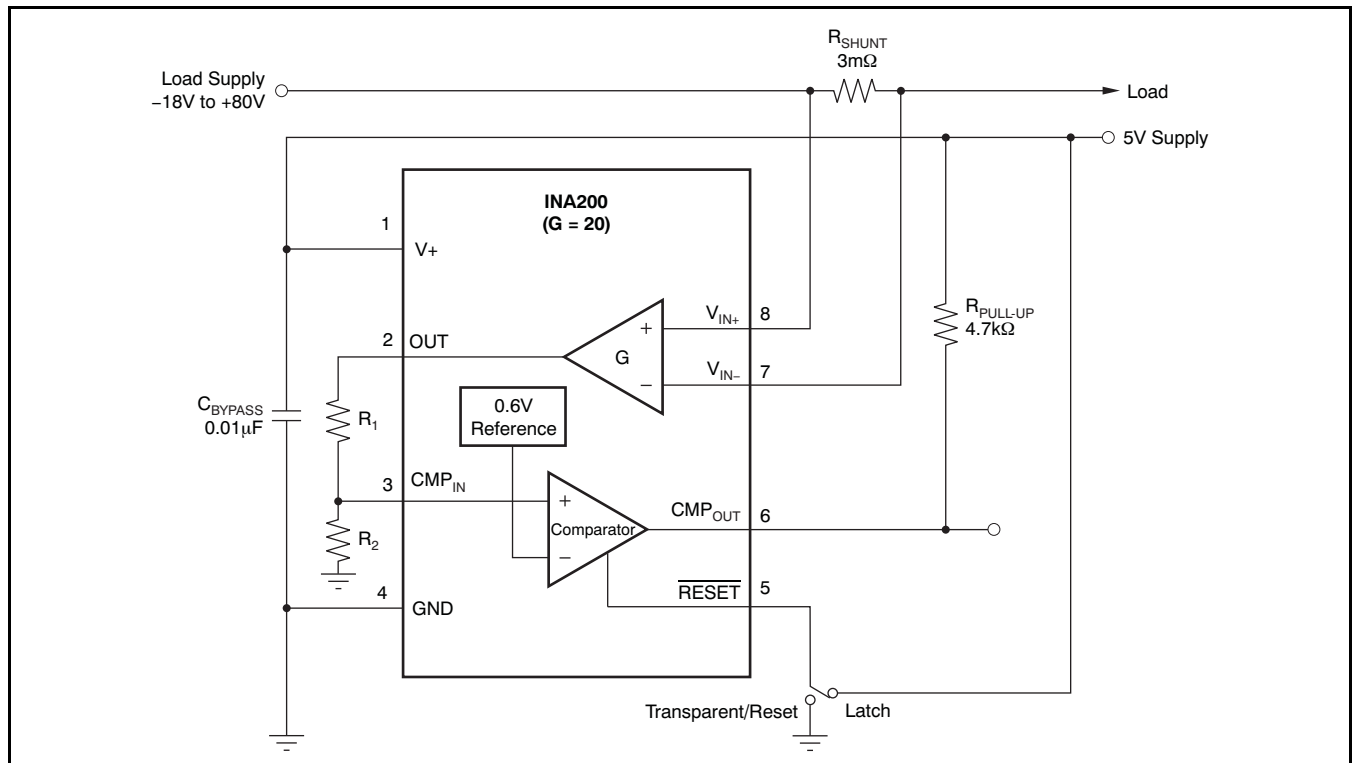 R_SHUNT
3mΩ
Load Supply
−18V to +80V
Load
5V Supply
INA200
(G = 20)
1
V+
V_IN+
8
R_PULL-UP
4.7kΩ
2
OUT
+
G
−
V_IN−
7
C_BYPASS
0.01μF
R_1
0.6V
Reference
3
CMP_IN
+
Comparator
−
CMP_OUT
6
R_2
RESET
5
4
GND
Transparent/Reset
Latch